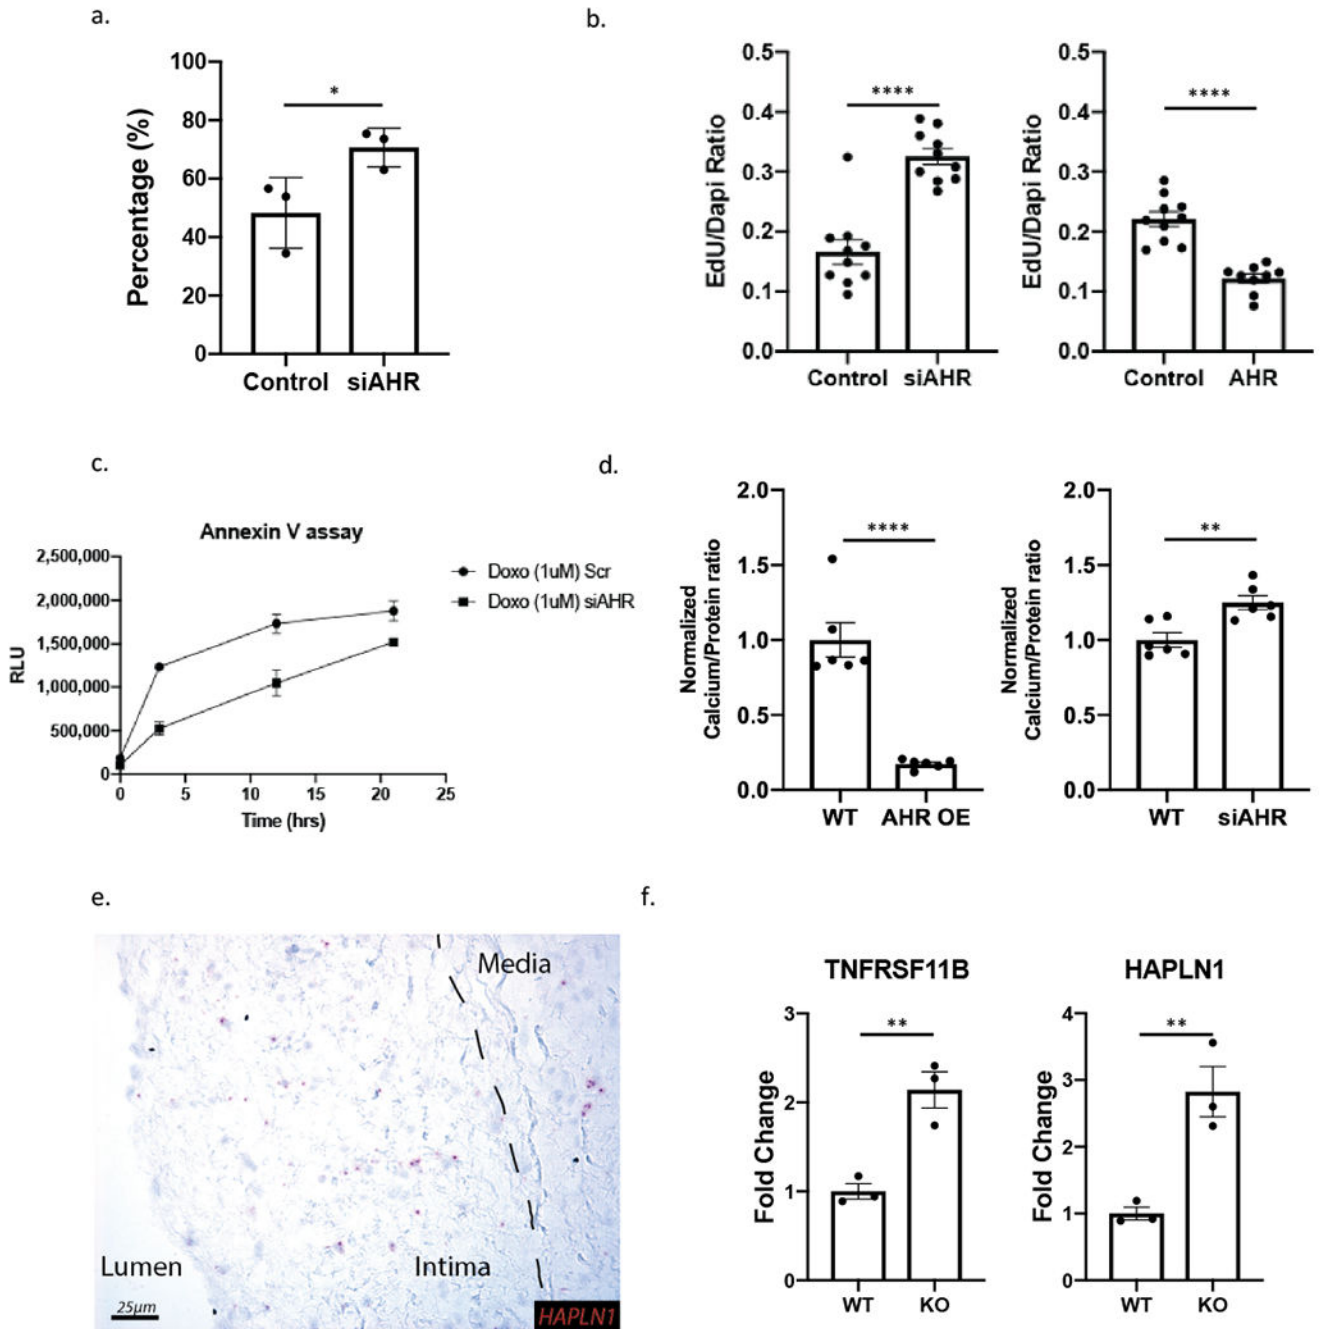 a.
100
80
60
40
20
0
Percentage (%)
*
Control siAHR
b.
0.5
0.4
0.3
0.2
0.1
0.0
EdU/Dapi Ratio
****
Control siAHR
0.5
0.4
0.3
0.2
0.1
0.0
EdU/Dapi Ratio
****
Control AHR
c.
Annexin V assay
2,500,000
2,000,000
1,500,000
1,000,000
500,000
0
RLU
0 5 10 15 20 25
Time (hrs)
Doxo (1uM) Scr
Doxo (1uM) siAHR
d.
2.0
1.5
1.0
0.5
0.0
Normalized
Calcium/Protein ratio
****
WT AHR OE
2.0
1.5
1.0
0.5
0.0
Normalized
Calcium/Protein ratio
**
WT siAHR
e.
Media
Lumen
Intima
25µm
HAPLN1
f.
TNFRSF11B
3
2
1
0
Fold Change
**
WT KO
HAPLN1
4
3
2
1
0
Fold Change
**
WT KO